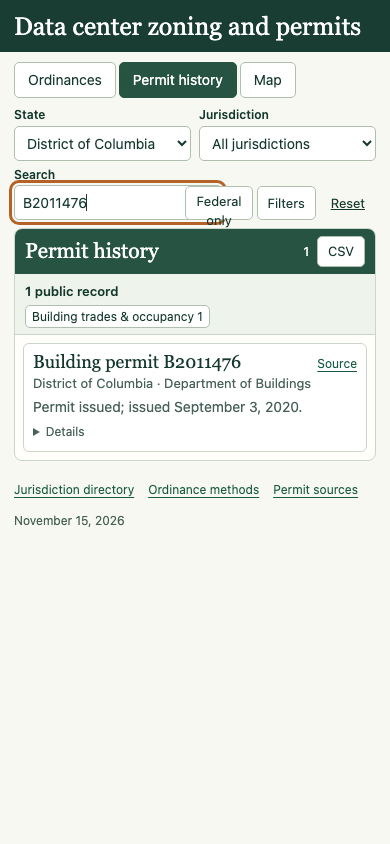 Data center zoning and permits
Ordinances Permit history Map
State Jurisdiction
District of Columbia All jurisdictions
Search
B2011476 Federal only Filters Reset
Permit history 1 CSV
1 public record
Building trades & occupancy 1
Building permit B2011476 Source
District of Columbia · Department of Buildings
Permit issued; issued September 3, 2020.
Details
Jurisdiction directory Ordinance methods Permit sources
November 15, 2026